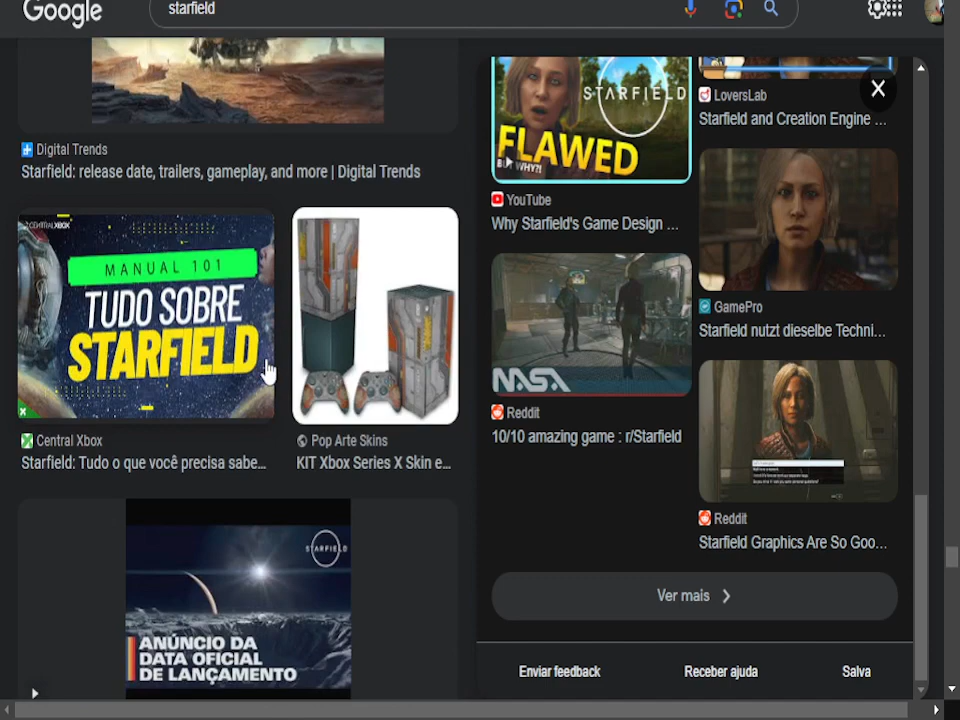 Google
starfield
Digital Trends
Starfield: release date, trailers, gameplay, and more | Digital Trends
CENTRALXBOX
MANUAL 101
TUDO SOBRE
STARFIELD
Central Xbox
Starfield: Tudo o que você precisa sabe...
Pop Arte Skins
KIT Xbox Series X Skin e...
STARFIELD
ANÚNCIO DA
DATA OFICIAL
DE LANÇAMENTO
STARFIELD
FLAWED
BUT WHY?!
YouTube
Why Starfield's Game Design ...
NASA
Reddit
10/10 amazing game : r/Starfield
LoversLab
Starfield and Creation Engine ...
GamePro
Starfield nutzt dieselbe Techni...
Reddit
Starfield Graphics Are So Goo...
Ver mais
Enviar feedback
Receber ajuda
Salva